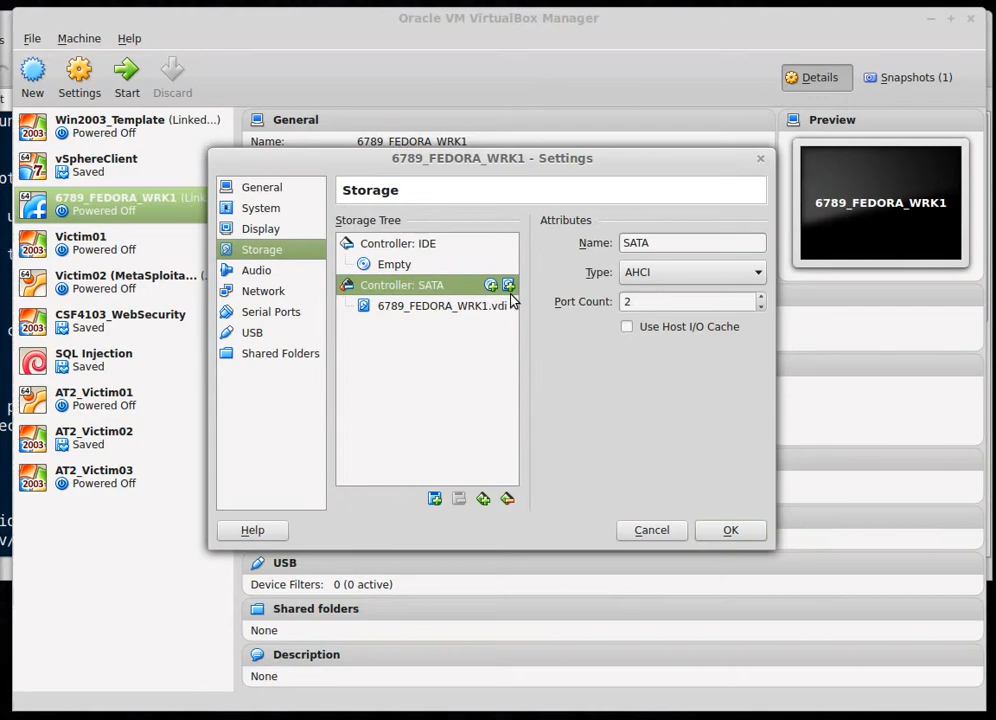 Oracle VM VirtualBox Manager
File Machine Help
New Settings Start Discard
Details Snapshots (1)
Win2003_Template (Linked...)
Powered Off
vSphereClient
Saved
6789_FEDORA_WRK1 (Link
Powered Off
Victim01
Powered Off
Victim02 (MetaSploita... (
Powered Off
CSF4103_WebSecurity
Saved
SQL Injection
Saved
AT2_Victim01
Powered Off
AT2_Victim02
Saved
AT2_Victim03
Powered Off
General
Name: 6789_FEDORA_WRK1
Preview
6789_FEDORA_WRK1
6789_FEDORA_WRK1 - Settings
General
System
Display
Storage
Audio
Network
Serial Ports
USB
Shared Folders
Storage
Storage Tree
Controller: IDE
Empty
Controller: SATA
6789_FEDORA_WRK1.vdi
Attributes
Name: SATA
Type: AHCI
Port Count: 2
Use Host I/O Cache
Help Cancel OK
USB
Device Filters: 0 (0 active)
Shared folders
None
Description
None